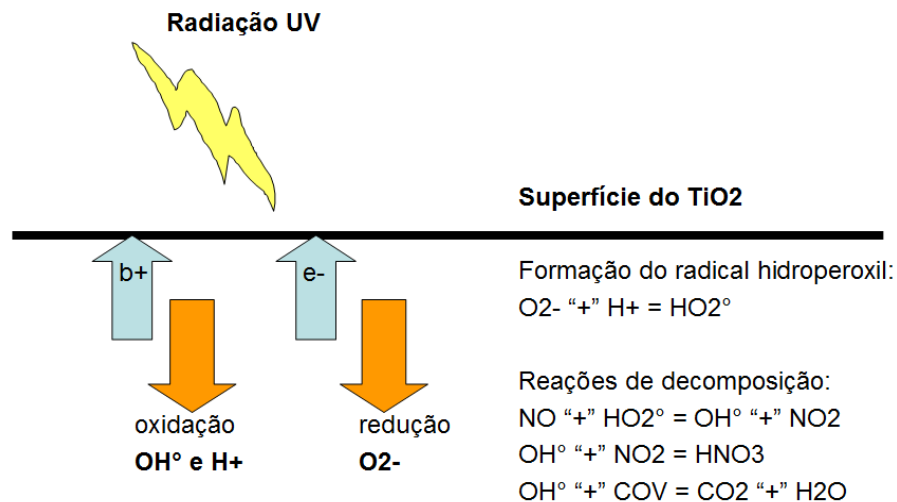 Radiação UV
Superfície do TiO2
b+
e-
Formação do radical hidroperoxil:
O2- “+” H+ = HO2°
Reações de decomposição:
NO “+” HO2° = OH° “+” NO2
OH° “+” NO2 = HNO3
OH° “+” COV = CO2 “+” H2O
oxidação
OH° e H+
redução
O2-